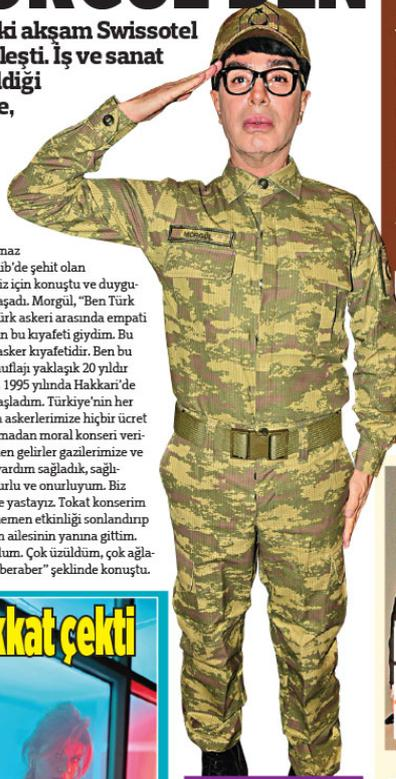 ki akşam Swissotel
leşti. İş ve sanat
ldiği
e,
MORGÜL
naz
ib’de şehit olan
iz için konuştu ve duygu-
aşadı. Morgül, “Ben Türk
ürk askeri arasında empati
n bu kıyafeti giydim. Bu
asker kıyafetidir. Ben bu
uflajı yaklaşık 20 yıldır
. 1995 yılında Hakkari’de
aşladım. Türkiye’nin her
a askerlerimize hiçbir ücret
madan moral konseri veri-
en gelirler gazilerimize ve
yardım sağladık, sağlı-
urlu ve onurluyum. Biz
e yastayız. Tokat konserim
emen etkinliği sonlandırıp
n ailesinin yanına gittim.
lum. Çok üzüldüm, çok ağla-
beraber” şeklinde konuştu.
kkat çekti